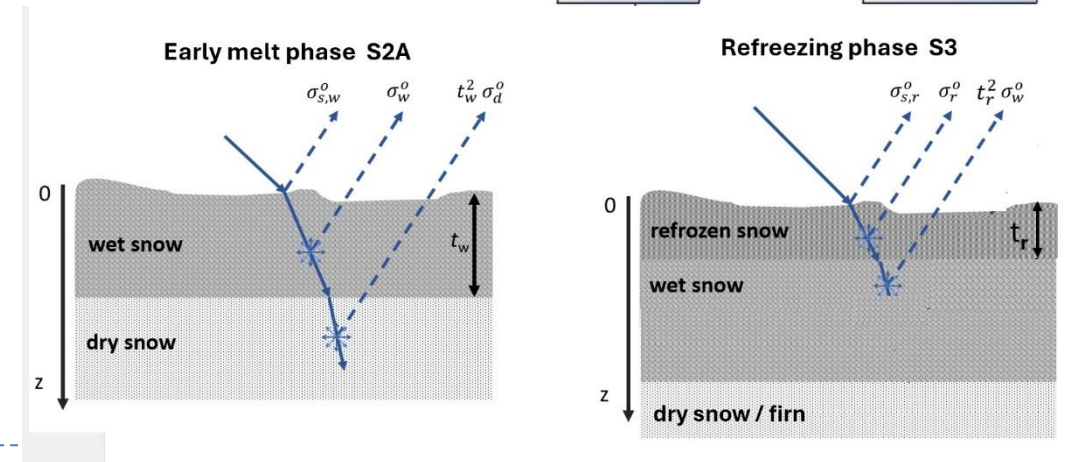 Early melt phase S2A
σ°s,w σ°w t²w σ°d
0
wet snow
tw
dry snow
z
Refreezing phase S3
σ°s,r σ°r t²r σ°w
0
refrozen snow
tr
wet snow
z
dry snow / firn